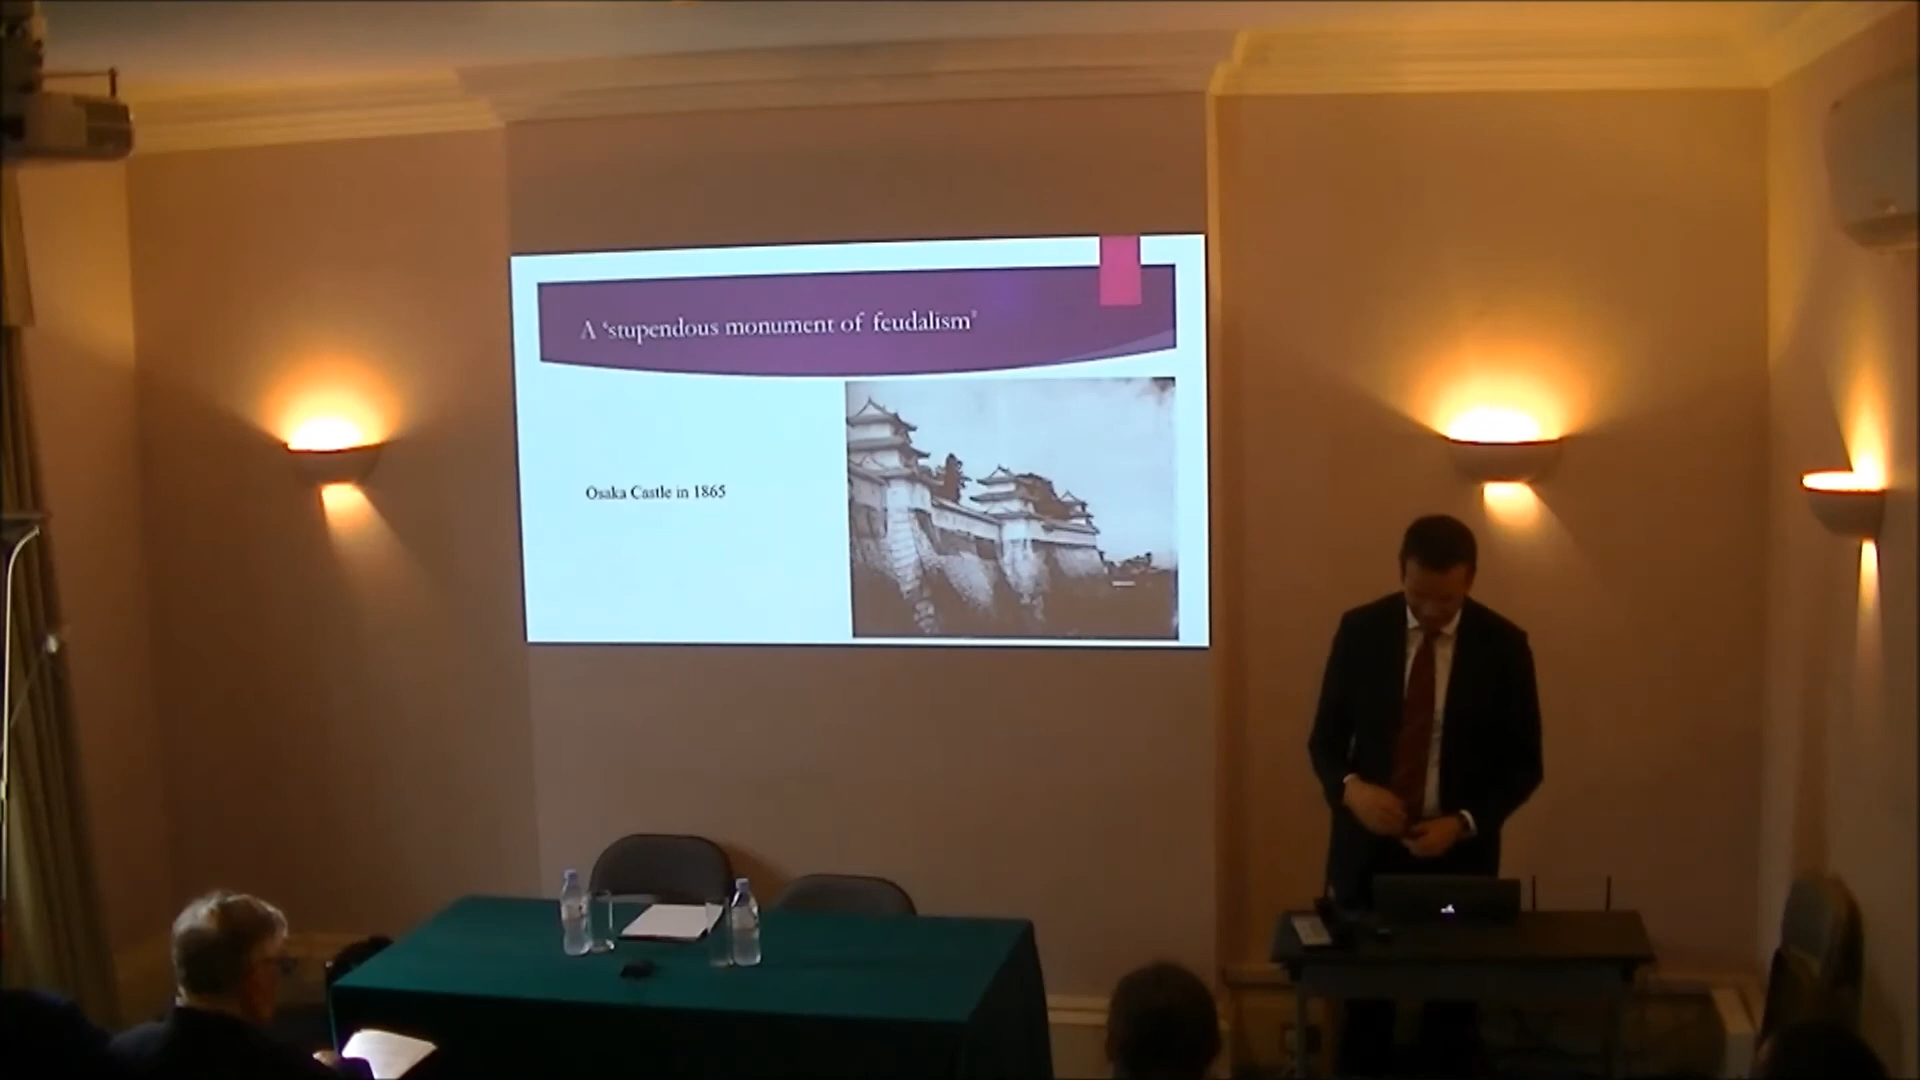 A ‘stupendous monument of feudalism’
Osaka Castle in 1865